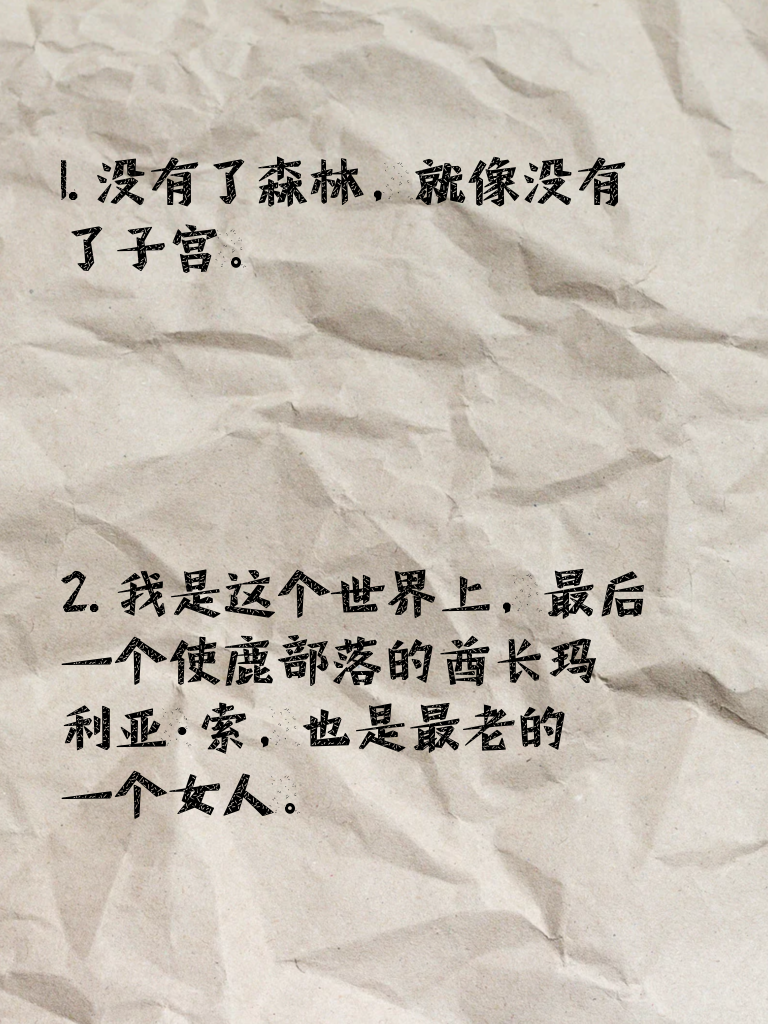 1. 没有了森林，就像没有
了子宫。
2. 我是这个世界上，最后
一个使鹿部落的酋长玛
利亚·索，也是最老的
一个女人。